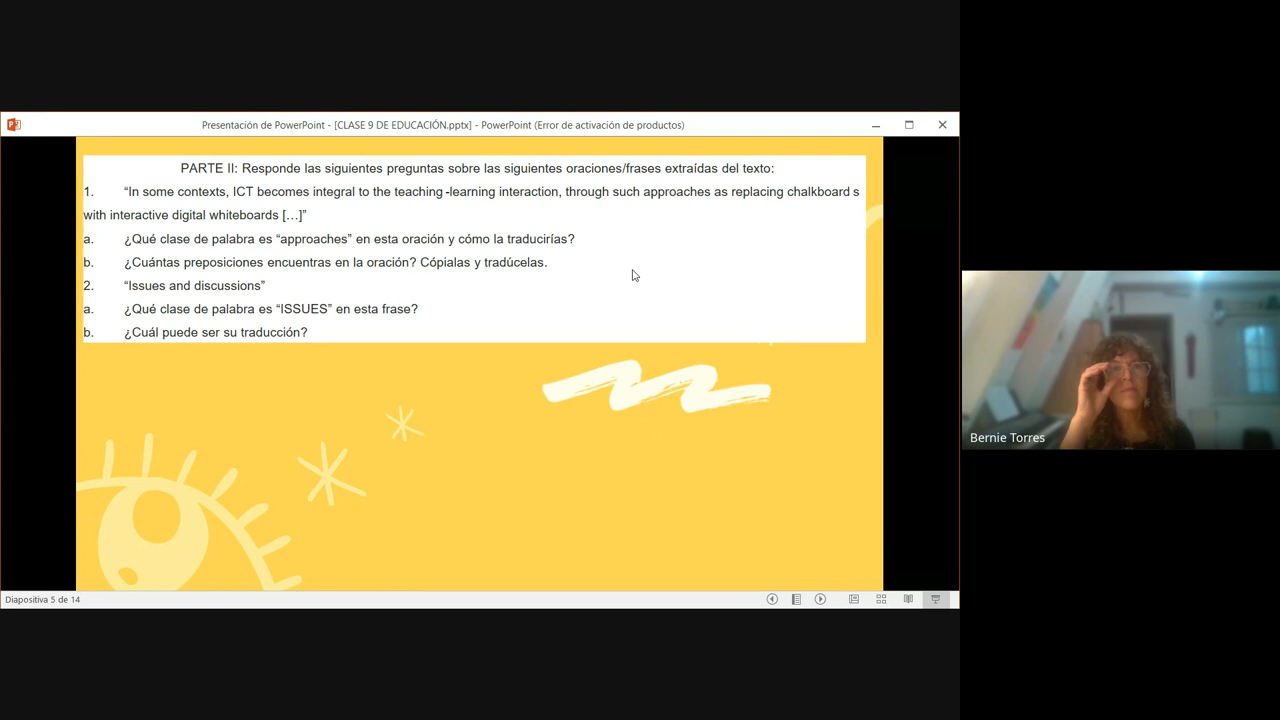 Presentación de PowerPoint - [CLASE 9 DE EDUCACIÓN.pptx] - PowerPoint (Error de activación de productos)
PARTE II: Responde las siguientes preguntas sobre las siguientes oraciones/frases extraídas del texto:
1. “In some contexts, ICT becomes integral to the teaching-learning interaction, through such approaches as replacing chalkboards
with interactive digital whiteboards […]”
a. ¿Qué clase de palabra es “approaches” en esta oración y cómo la traducirías?
b. ¿Cuántas preposiciones encuentras en la oración? Cópialas y tradúcelas.
2. “Issues and discussions”
a. ¿Qué clase de palabra es “ISSUES” en esta frase?
b. ¿Cuál puede ser su traducción?
Bernie Torres
Diapositiva 5 de 14